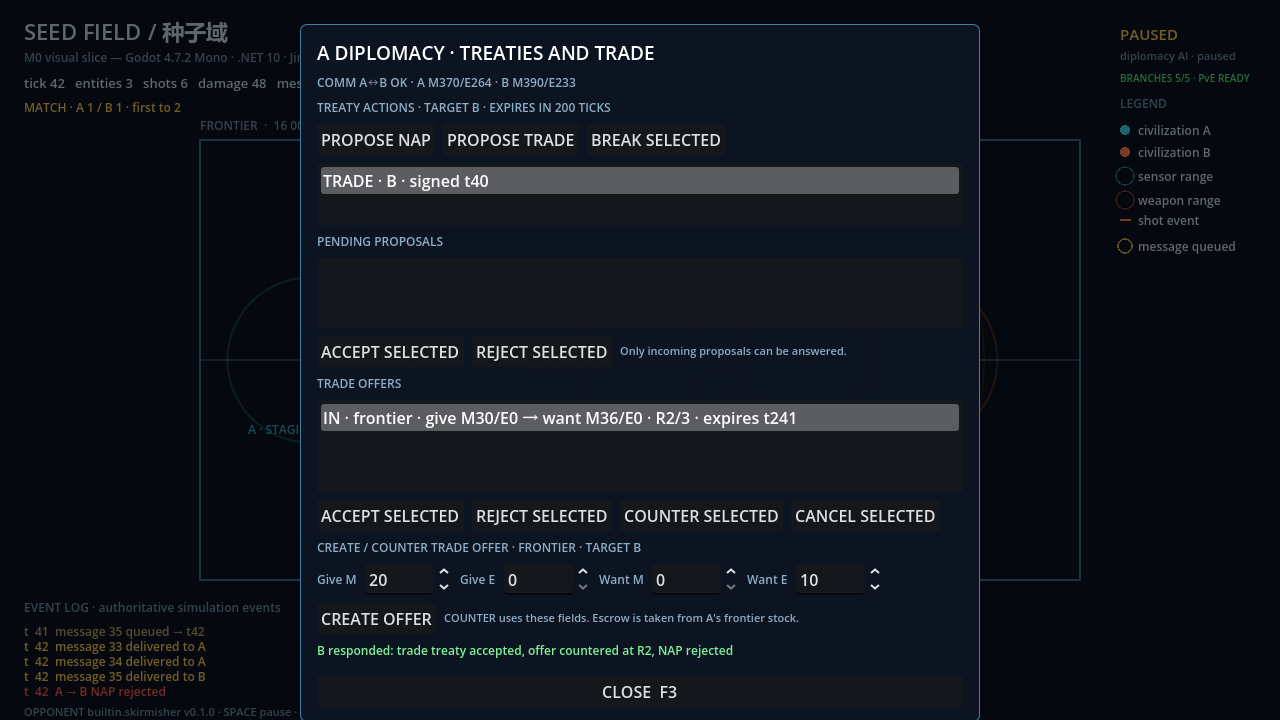 SEED FIELD / 种子域
M0 visual slice — Godot 4.7.2 Mono · .NET 10 ·
tick 42 entities 3 shots 6 damage 48
MATCH · A 1 / B 1 · first to 2
FRONTIER · 16
A DIPLOMACY · TREATIES AND TRADE
COMM A↔B OK · A M370/E264 · B M390/E233
TREATY ACTIONS · TARGET B · EXPIRES IN 200 TICKS
PROPOSE NAP PROPOSE TRADE BREAK SELECTED
TRADE · B · signed t40
PENDING PROPOSALS
ACCEPT SELECTED REJECT SELECTED Only incoming proposals can be answered.
TRADE OFFERS
IN · frontier · give M30/E0 → want M36/E0 · R2/3 · expires t241
ACCEPT SELECTED REJECT SELECTED COUNTER SELECTED CANCEL SELECTED
CREATE / COUNTER TRADE OFFER · FRONTIER · TARGET B
Give M 20 Give E 0 Want M 0 Want E 10
CREATE OFFER COUNTER uses these fields. Escrow is taken from A's frontier stock.
B responded: trade treaty accepted, offer countered at R2, NAP rejected
CLOSE F3
PAUSED
diplomacy AI · paused
BRANCHES 5/5 · PvE READY
LEGEND
civilization A
civilization B
sensor range
weapon range
shot event
message queued
EVENT LOG · authoritative simulation events
t 41 message 35 queued → t42
t 42 message 33 delivered to A
t 42 message 34 delivered to A
t 42 message 35 delivered to B
t 42 A → B NAP rejected
OPPONENT builtin.skirmisher v0.1.0 · SPACE pause ·